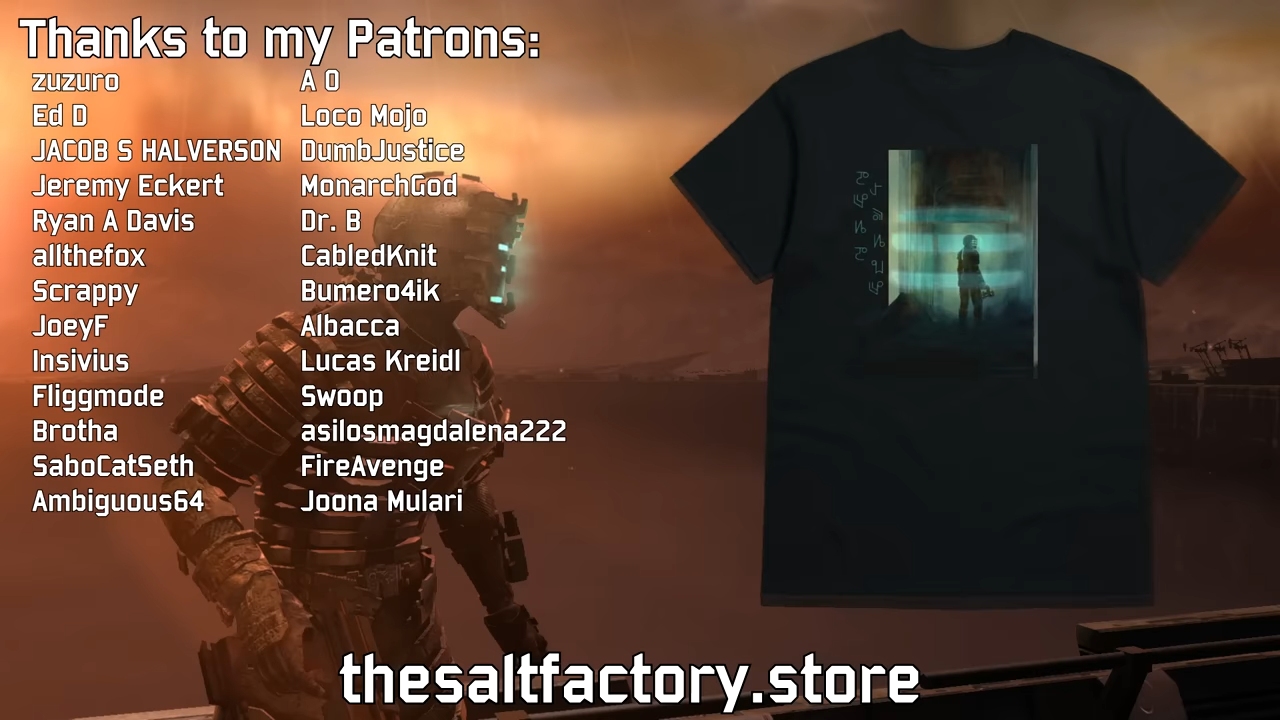 Thanks to my Patrons:
zuzuro
Ed D
JACOB S HALVERSON
Jeremy Eckert
Ryan A Davis
allthefox
Scrappy
JoeyF
Insivius
Fliggmode
Brotha
SaboCatSeth
Ambiguous64
A O
Loco Mojo
DumbJustice
MonarchGod
Dr. B
CabledKnit
Bumero4ik
Albacca
Lucas Kreidl
Swoop
asilosmagdalena222
FireAvenge
Joona Mulari
thesaltfactory.store